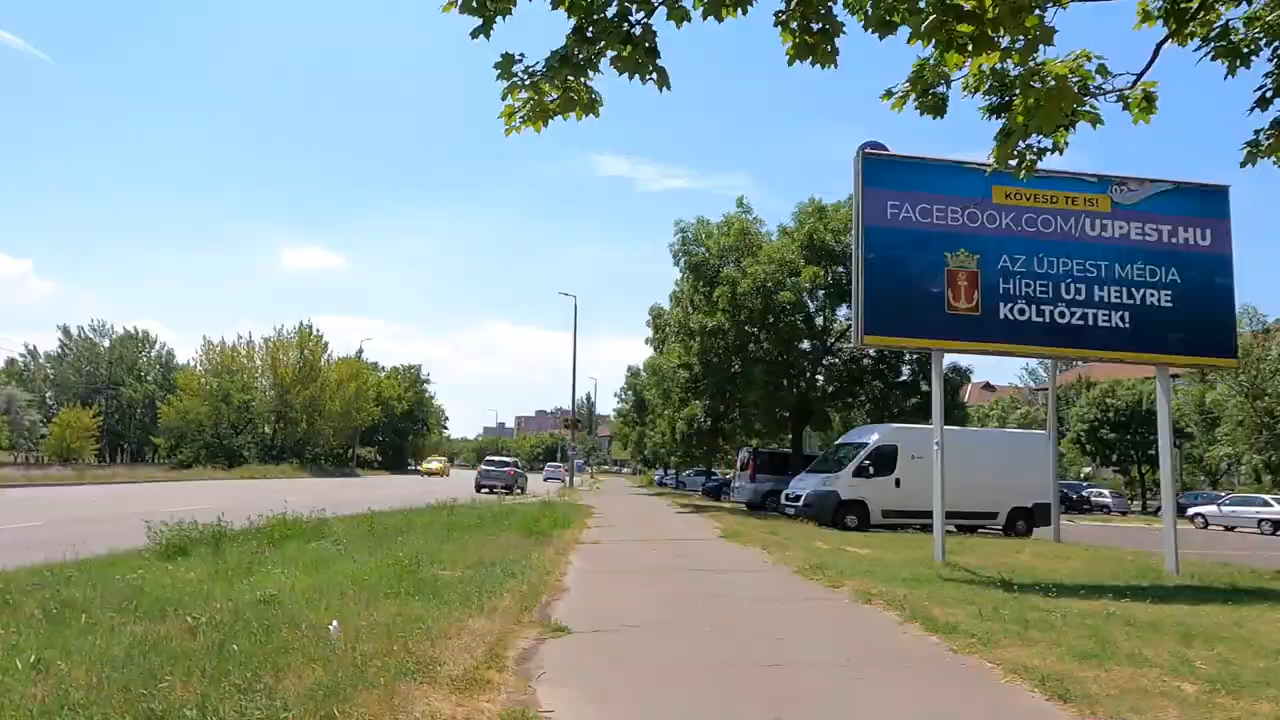 KÖVESD TE IS!
FACEBOOK.COM/UJPEST.HU
AZ ÚJPEST MÉDIA
HÍREI ÚJ HELYRE
KÖLTÖZTEK!